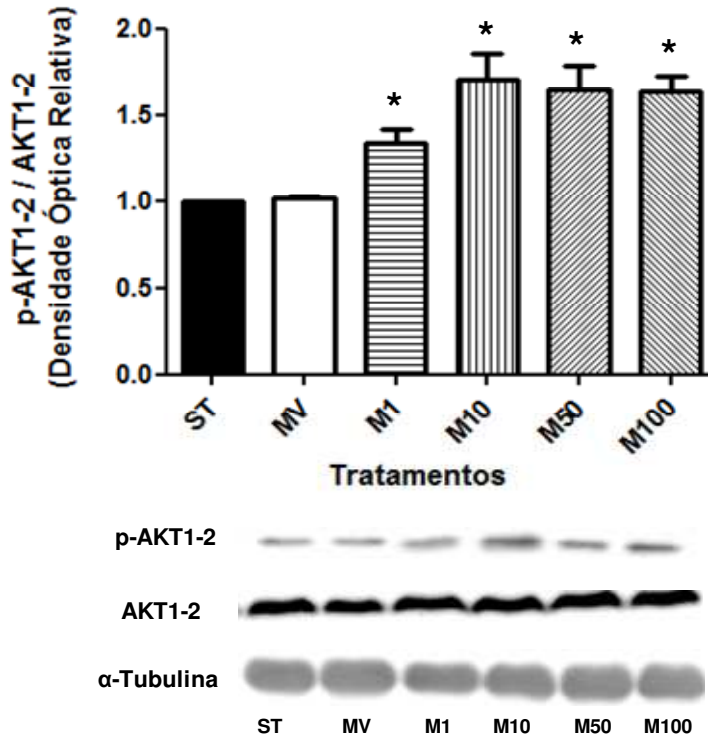 p-AKT1-2 / AKT1-2
(Densidade Óptica Relativa)
2.0
1.5
1.0
0.5
0.0
*
*
*
*
ST
MV
M1
M10
M50
M100
Tratamentos
p-AKT1-2
AKT1-2
α-Tubulina
ST MV M1 M10 M50 M100